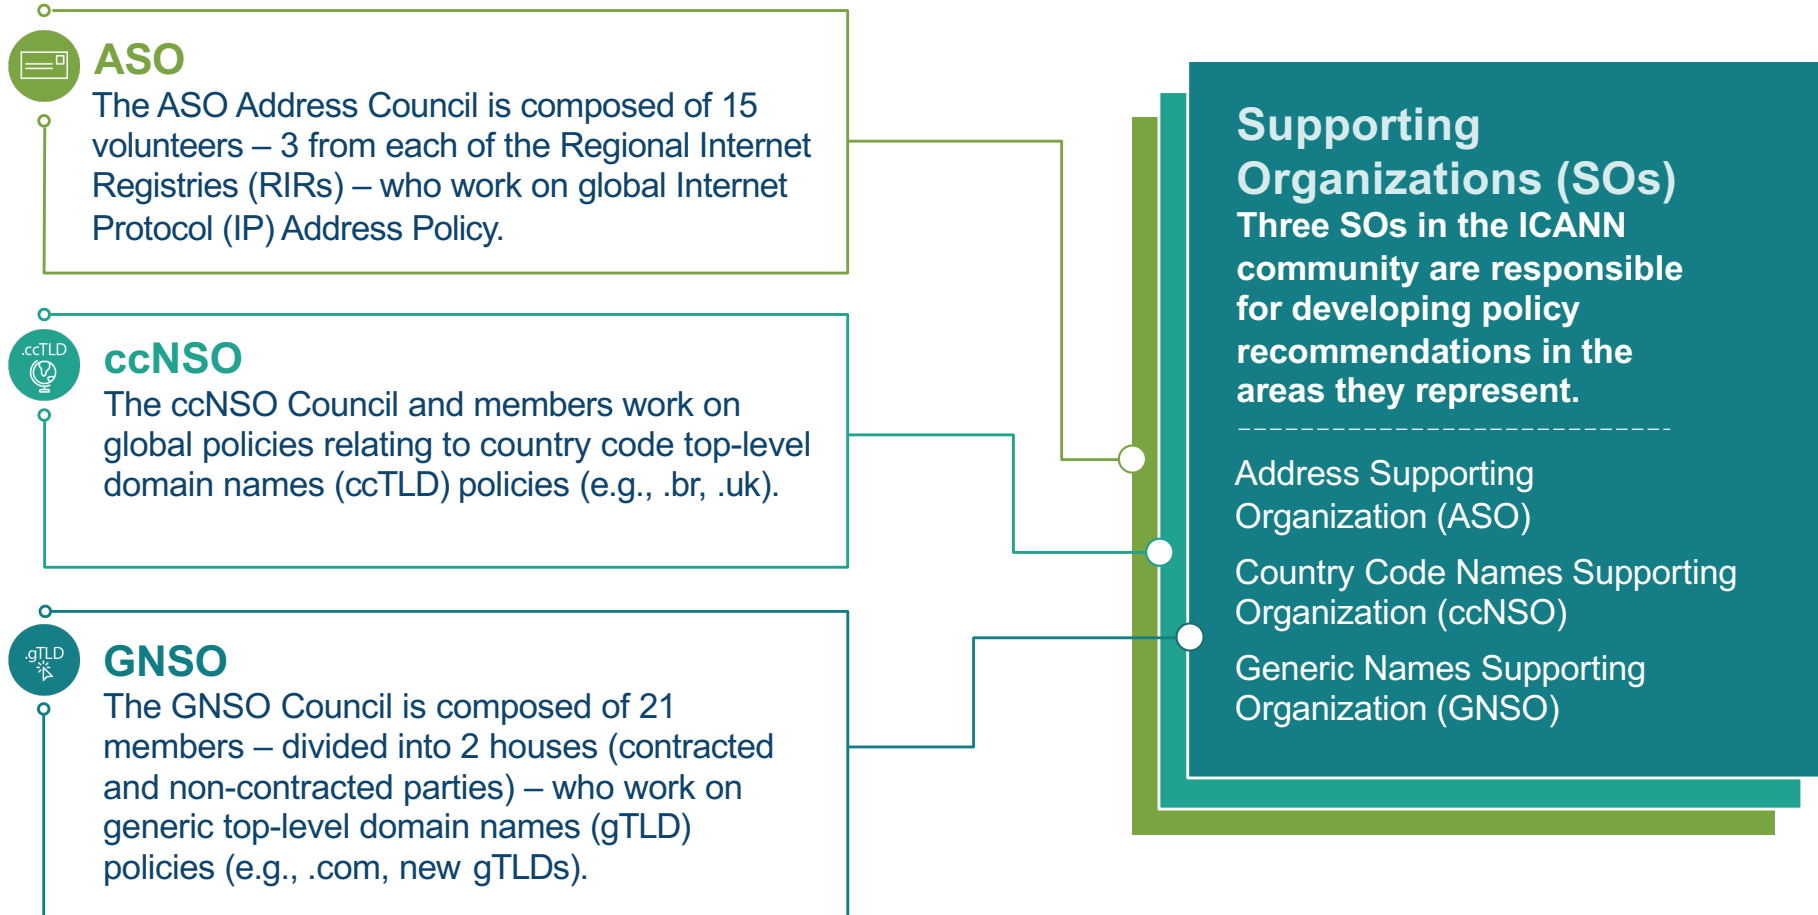 ASO
The ASO Address Council is composed of 15
volunteers – 3 from each of the Regional Internet
Registries (RIRs) – who work on global Internet
Protocol (IP) Address Policy.
.ccTLD
ccNSO
The ccNSO Council and members work on
global policies relating to country code top-level
domain names (ccTLD) policies (e.g., .br, .uk).
.gTLD
GNSO
The GNSO Council is composed of 21
members – divided into 2 houses (contracted
and non-contracted parties) – who work on
generic top-level domain names (gTLD)
policies (e.g., .com, new gTLDs).
Supporting
Organizations (SOs)
Three SOs in the ICANN
community are responsible
for developing policy
recommendations in the
areas they represent.
Address Supporting
Organization (ASO)
Country Code Names Supporting
Organization (ccNSO)
Generic Names Supporting
Organization (GNSO)